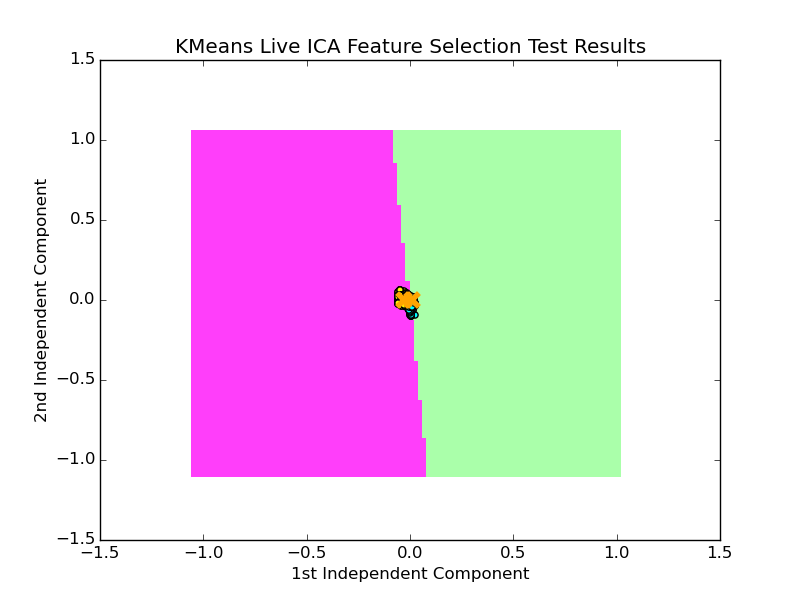 KMeans Live ICA Feature Selection Test Results
1.5
1.0
0.5
0.0
−0.5
−1.0
−1.5
2nd Independent Component
−1.5 −1.0 −0.5 0.0 0.5 1.0 1.5
1st Independent Component